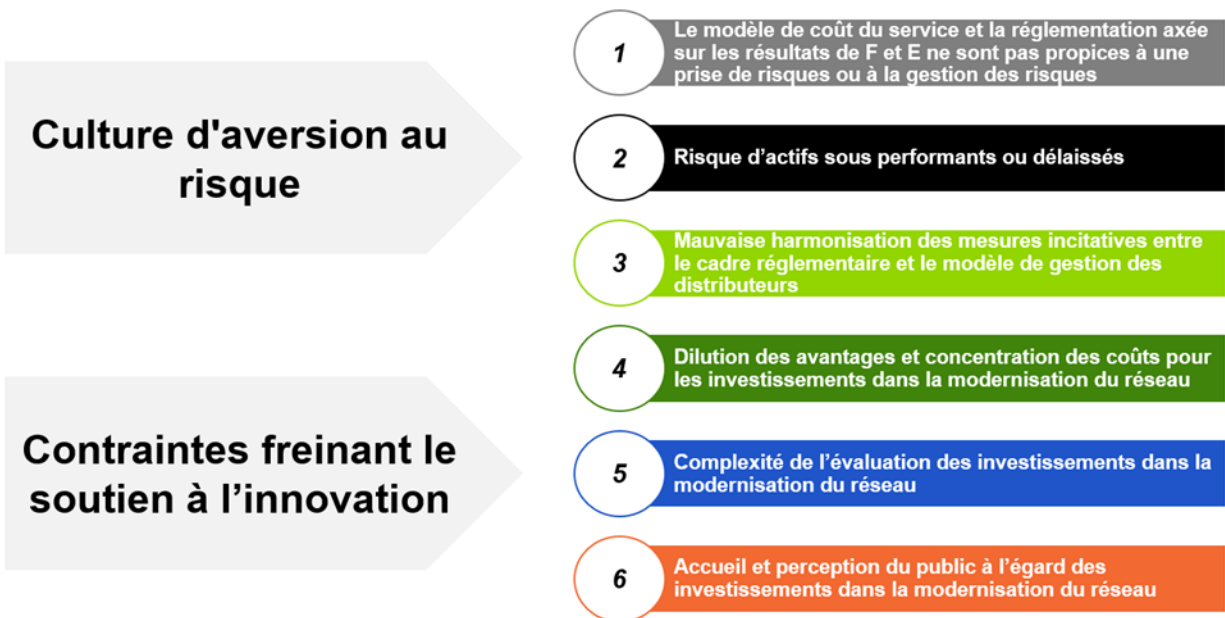 Culture d'aversion au
risque
1
Le modèle de coût du service et la réglementation axée
sur les résultats de F et E ne sont pas propices à une
prise de risques ou à la gestion des risques
2
Risque d’actifs sous performants ou délaissés
3
Mauvaise harmonisation des mesures incitatives entre
le cadre réglementaire et le modèle de gestion des
distributeurs
Contraintes freinant le
soutien à l’innovation
4
Dilution des avantages et concentration des coûts pour
les investissements dans la modernisation du réseau
5
Complexité de l’évaluation des investissements dans la
modernisation du réseau
6
Accueil et perception du public à l’égard des
investissements dans la modernisation du réseau